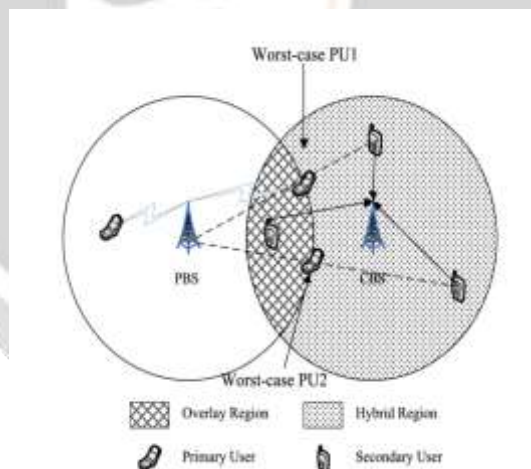 Worst-case PU1
PBS
CBS
Worst-case PU2
Overlay Region
Hybrid Region
Primary User
Secondary User